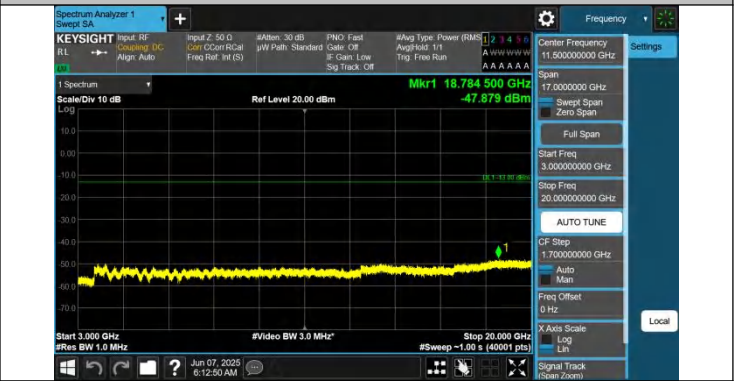 Spectrum Analyzer 1
Swept SA
+
Frequency
KEYSIGHT Input: RF
RL
Coupling: DC
Align: Auto
Input Z: 50 Ω
Corr CCorr RCal
Freq Ref: Int (S)
#Atten: 30 dB
µW Path: Standard
PNO: Fast
Gate: Off
IF Gain: Low
Sig Track: Off
#Avg Type: Power (RMS
Avg|Hold: 1/1
Trig: Free Run
1 2 3 4 5 6
A W W W W W
A A A A A A
Center Frequency
11.500000000 GHz
Settings
Span
17.0000000 GHz
Swept Span
Zero Span
Full Span
Start Freq
3.000000000 GHz
Stop Freq
20.000000000 GHz
AUTO TUNE
CF Step
1.700000000 GHz
Auto
Man
Freq Offset
0 Hz
X Axis Scale
Log
Lin
Signal Track
(Span Zoom)
Local
1 Spectrum
Scale/Div 10 dB
Log
Ref Level 20.00 dBm
Mkr1 18.784 500 GHz
-47.879 dBm
10.0
0.00
-10.0
-20.0
-30.0
-40.0
-50.0
-60.0
-70.0
1
Start 3.000 GHz
#Res BW 1.0 MHz
#Video BW 3.0 MHz*
Stop 20.000 GHz
#Sweep ~1.00 s (40001 pts)
?
Jun 07, 2025
6:12:50 AM